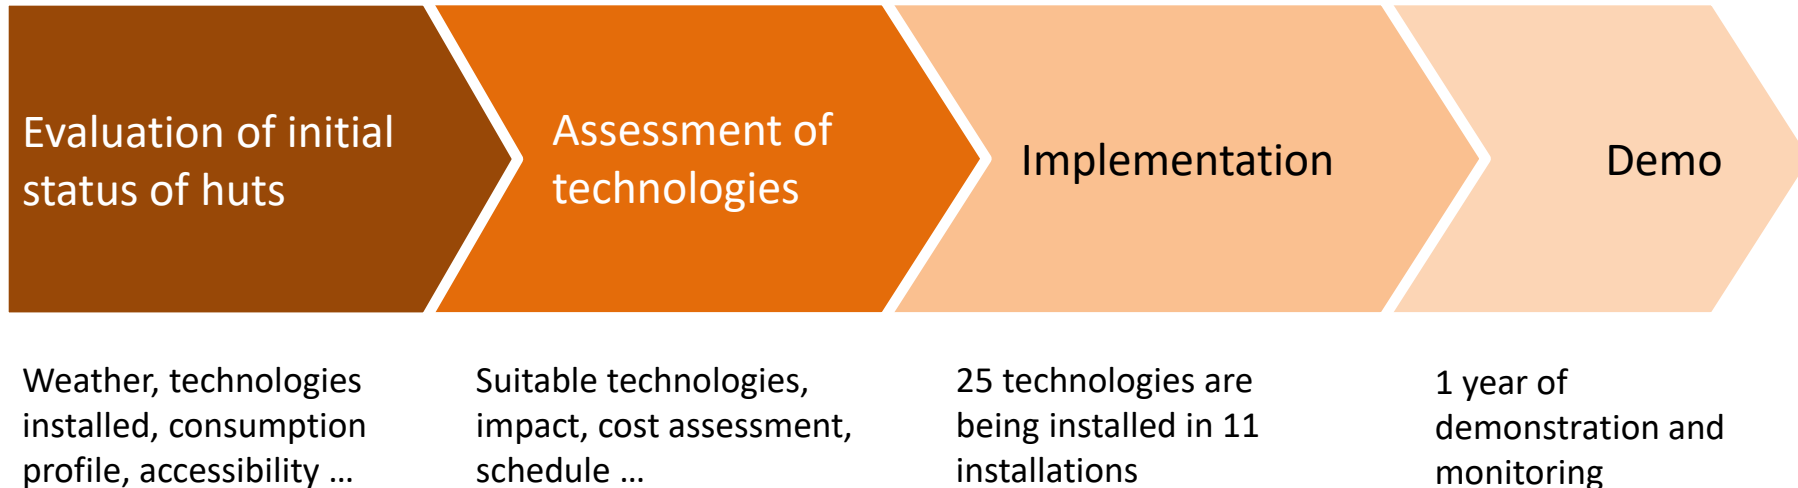 Evaluation of initial
status of huts
Assessment of
technologies
Implementation
Demo
Weather, technologies
installed, consumption
profile, accessibility ...
Suitable technologies,
impact, cost assessment,
schedule ...
25 technologies are
being installed in 11
installations
1 year of
demonstration and
monitoring